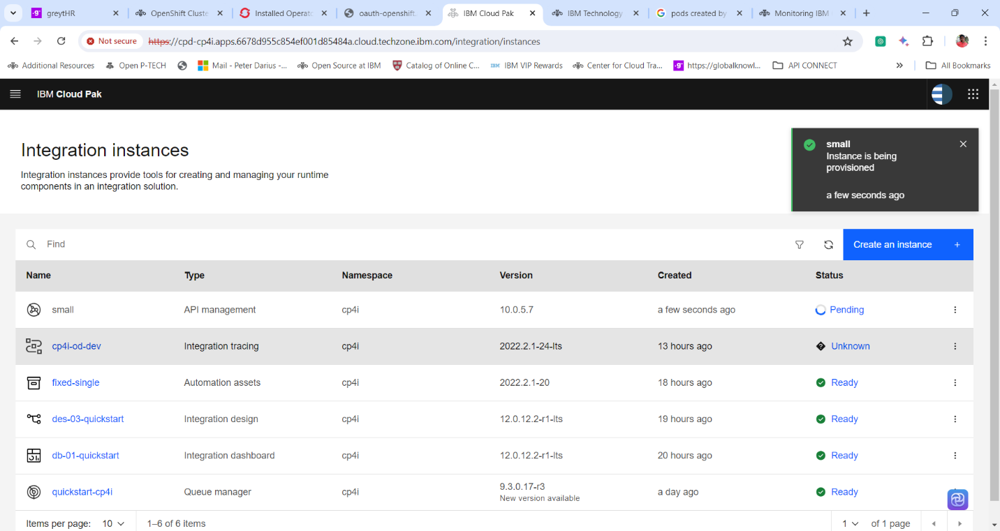 greytHR
OpenShift Cluste
Installed Operato
oauth-openshift.
IBM Cloud Pak
IBM Technology
pods created by
Monitoring IBM
Not secure
https://cpd-cp4i.apps.6678d955c854ef001d85484a.cloud.techzone.ibm.com/integration/instances
Additional Resources
Open P-TECH
Mail - Peter Darius -...
Open Source at IBM
Catalog of Online C...
IBM VIP Rewards
Center for Cloud Tra...
https://globalknowl...
API CONNECT
All Bookmarks
IBM Cloud Pak
Integration instances
Integration instances provide tools for creating and managing your runtime
components in an integration solution.
small
Instance is being
provisioned
a few seconds ago
Find
Create an instance +
Name Type Namespace Version Created Status
small API management cp4i 10.0.5.7 a few seconds ago Pending
cp4i-od-dev Integration tracing cp4i 2022.2.1-24-lts 13 hours ago Unknown
fixed-single Automation assets cp4i 2022.2.1-20 18 hours ago Ready
des-03-quickstart Integration design cp4i 12.0.12.2-r1-lts 19 hours ago Ready
db-01-quickstart Integration dashboard cp4i 12.0.12.2-r1-lts 20 hours ago Ready
quickstart-cp4i Queue manager cp4i 9.3.0.17-r3 a day ago Ready
New version available
Items per page: 10 1–6 of 6 items 1 of 1 page